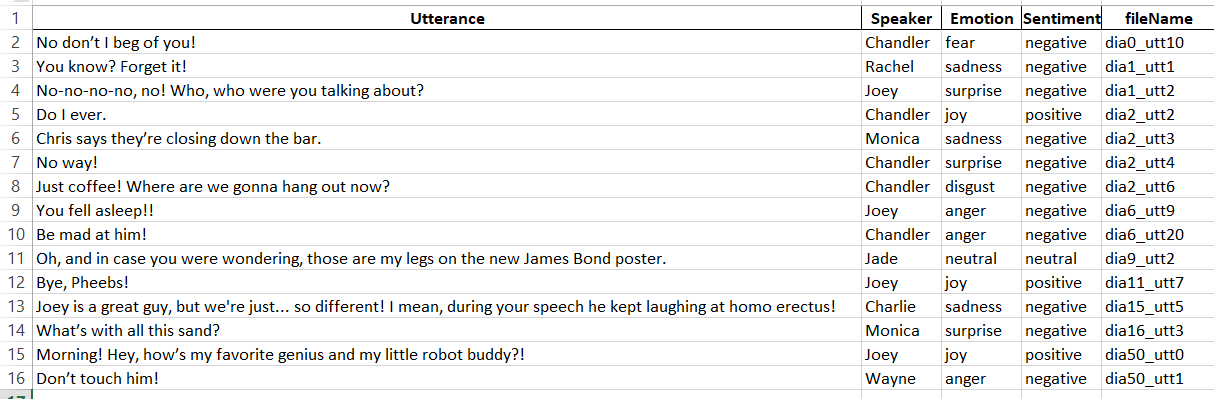 1 Utterance Speaker Emotion Sentiment fileName
2 No don’t I beg of you! Chandler fear negative dia0_utt10
3 You know? Forget it! Rachel sadness negative dia1_utt1
4 No-no-no-no, no! Who, who were you talking about? Joey surprise negative dia1_utt2
5 Do I ever. Chandler joy positive dia2_utt2
6 Chris says they’re closing down the bar. Monica sadness negative dia2_utt3
7 No way! Chandler surprise negative dia2_utt4
8 Just coffee! Where are we gonna hang out now? Chandler disgust negative dia2_utt6
9 You fell asleep!! Joey anger negative dia6_utt9
10 Be mad at him! Chandler anger negative dia6_utt20
11 Oh, and in case you were wondering, those are my legs on the new James Bond poster. Jade neutral neutral dia9_utt2
12 Bye, Pheebs! Joey joy positive dia11_utt7
13 Joey is a great guy, but we're just... so different! I mean, during your speech he kept laughing at homo erectus! Charlie sadness negative dia15_utt5
14 What’s with all this sand? Monica surprise negative dia16_utt3
15 Morning! Hey, how’s my favorite genius and my little robot buddy?! Joey joy positive dia50_utt0
16 Don’t touch him! Wayne anger negative dia50_utt1